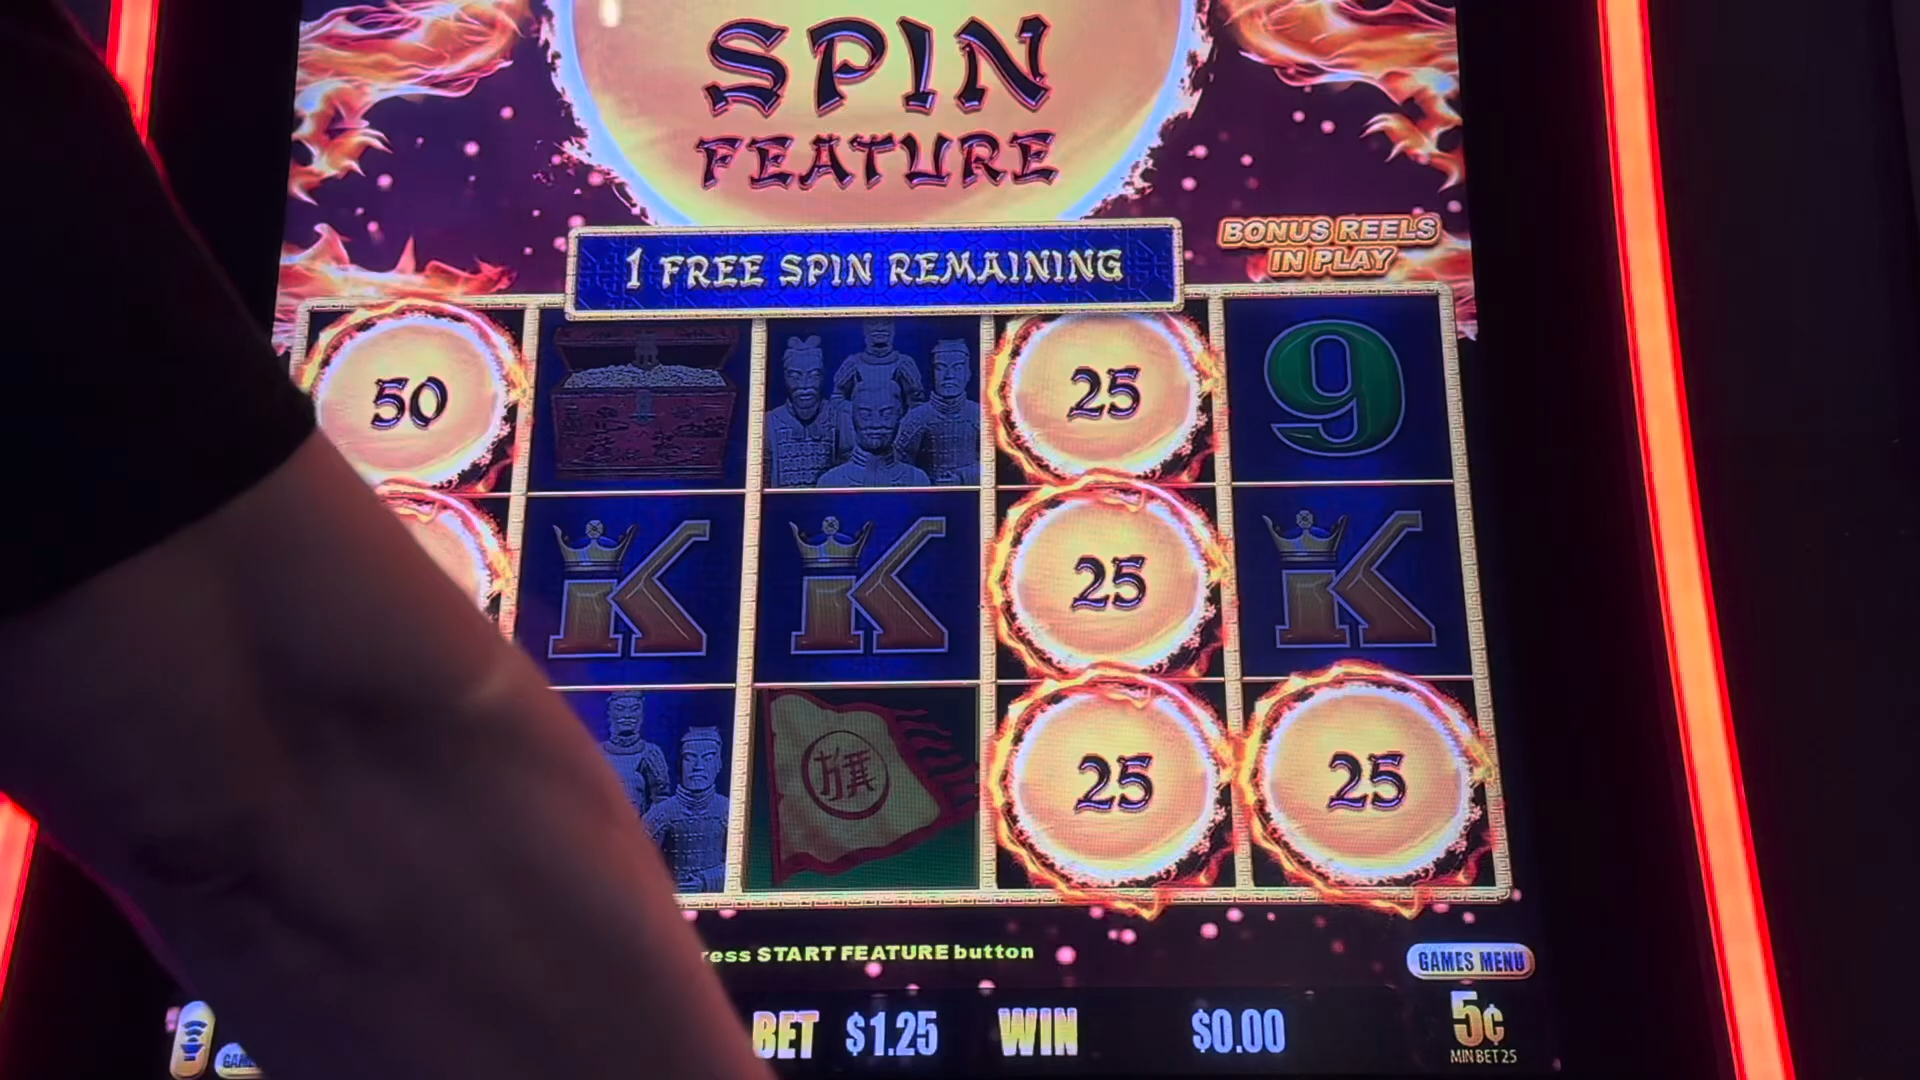 SPIN
FEATURE
BONUS REELS
IN PLAY
1 FREE SPIN REMAINING
50
25
9
K
K
25
K
旗
25
25
ress START FEATURE button
GAMES MENU
BET $1.25 WIN $0.00 5¢
MIN BET 25